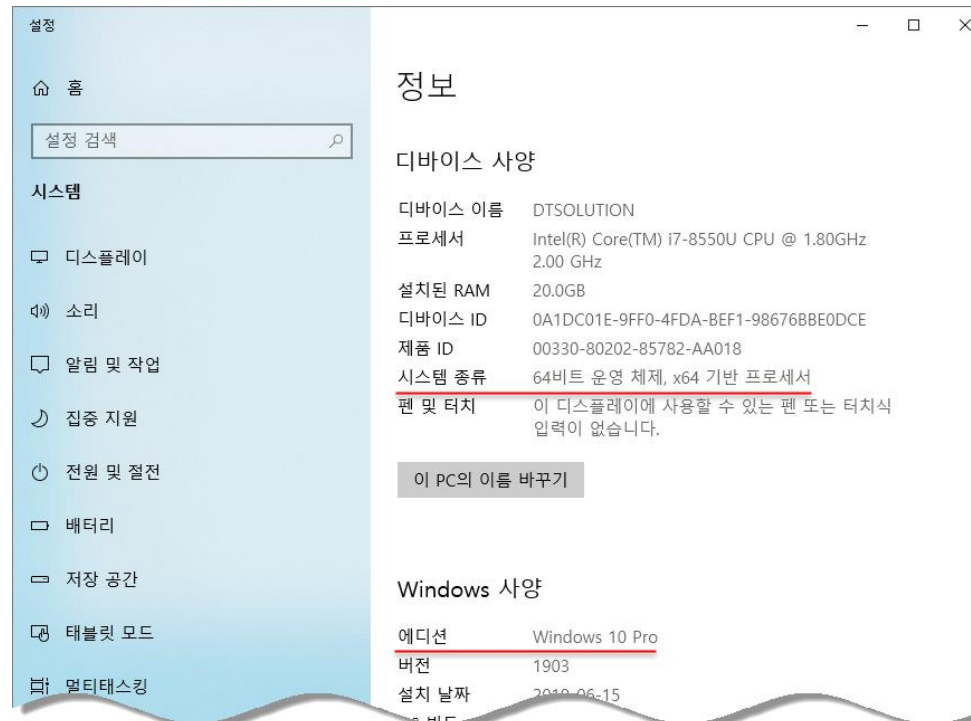 설정
홈
설정 검색
시스템
디스플레이
소리
알림 및 작업
집중 지원
전원 및 절전
배터리
저장 공간
태블릿 모드
멀티태스킹
정보
디바이스 사양
디바이스 이름 DTSOLUTION
프로세서 Intel(R) Core(TM) i7-8550U CPU @ 1.80GHz
2.00 GHz
설치된 RAM 20.0GB
디바이스 ID 0A1DC01E-9FF0-4FDA-BEF1-98676BBE0DCE
제품 ID 00330-80202-85782-AA018
시스템 종류 64비트 운영 체제, x64 기반 프로세서
펜 및 터치 이 디스플레이에 사용할 수 있는 펜 또는 터치식
입력이 없습니다.
이 PC의 이름 바꾸기
Windows 사양
에디션 Windows 10 Pro
버전 1903
설치 날짜